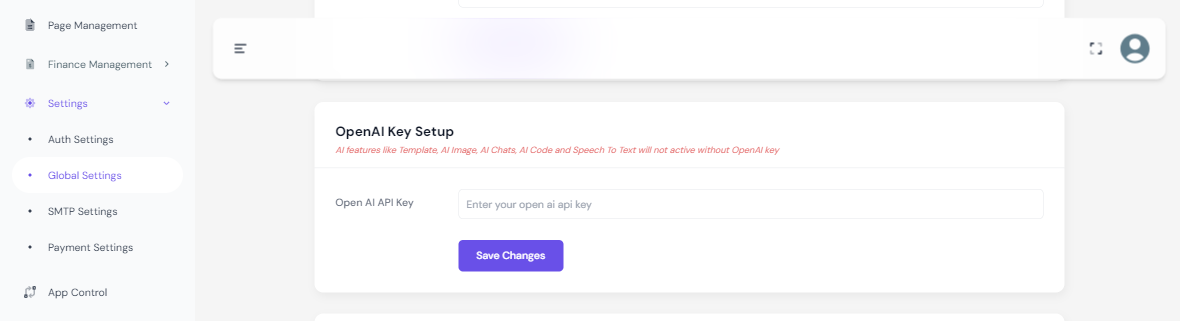 Page Management
Finance Management
Settings
Auth Settings
Global Settings
SMTP Settings
Payment Settings
App Control
OpenAI Key Setup
AI features like Template, AI Image, AI Chats, AI Code and Speech To Text will not active without OpenAI key
Open AI API Key
Enter your open ai api key
Save Changes